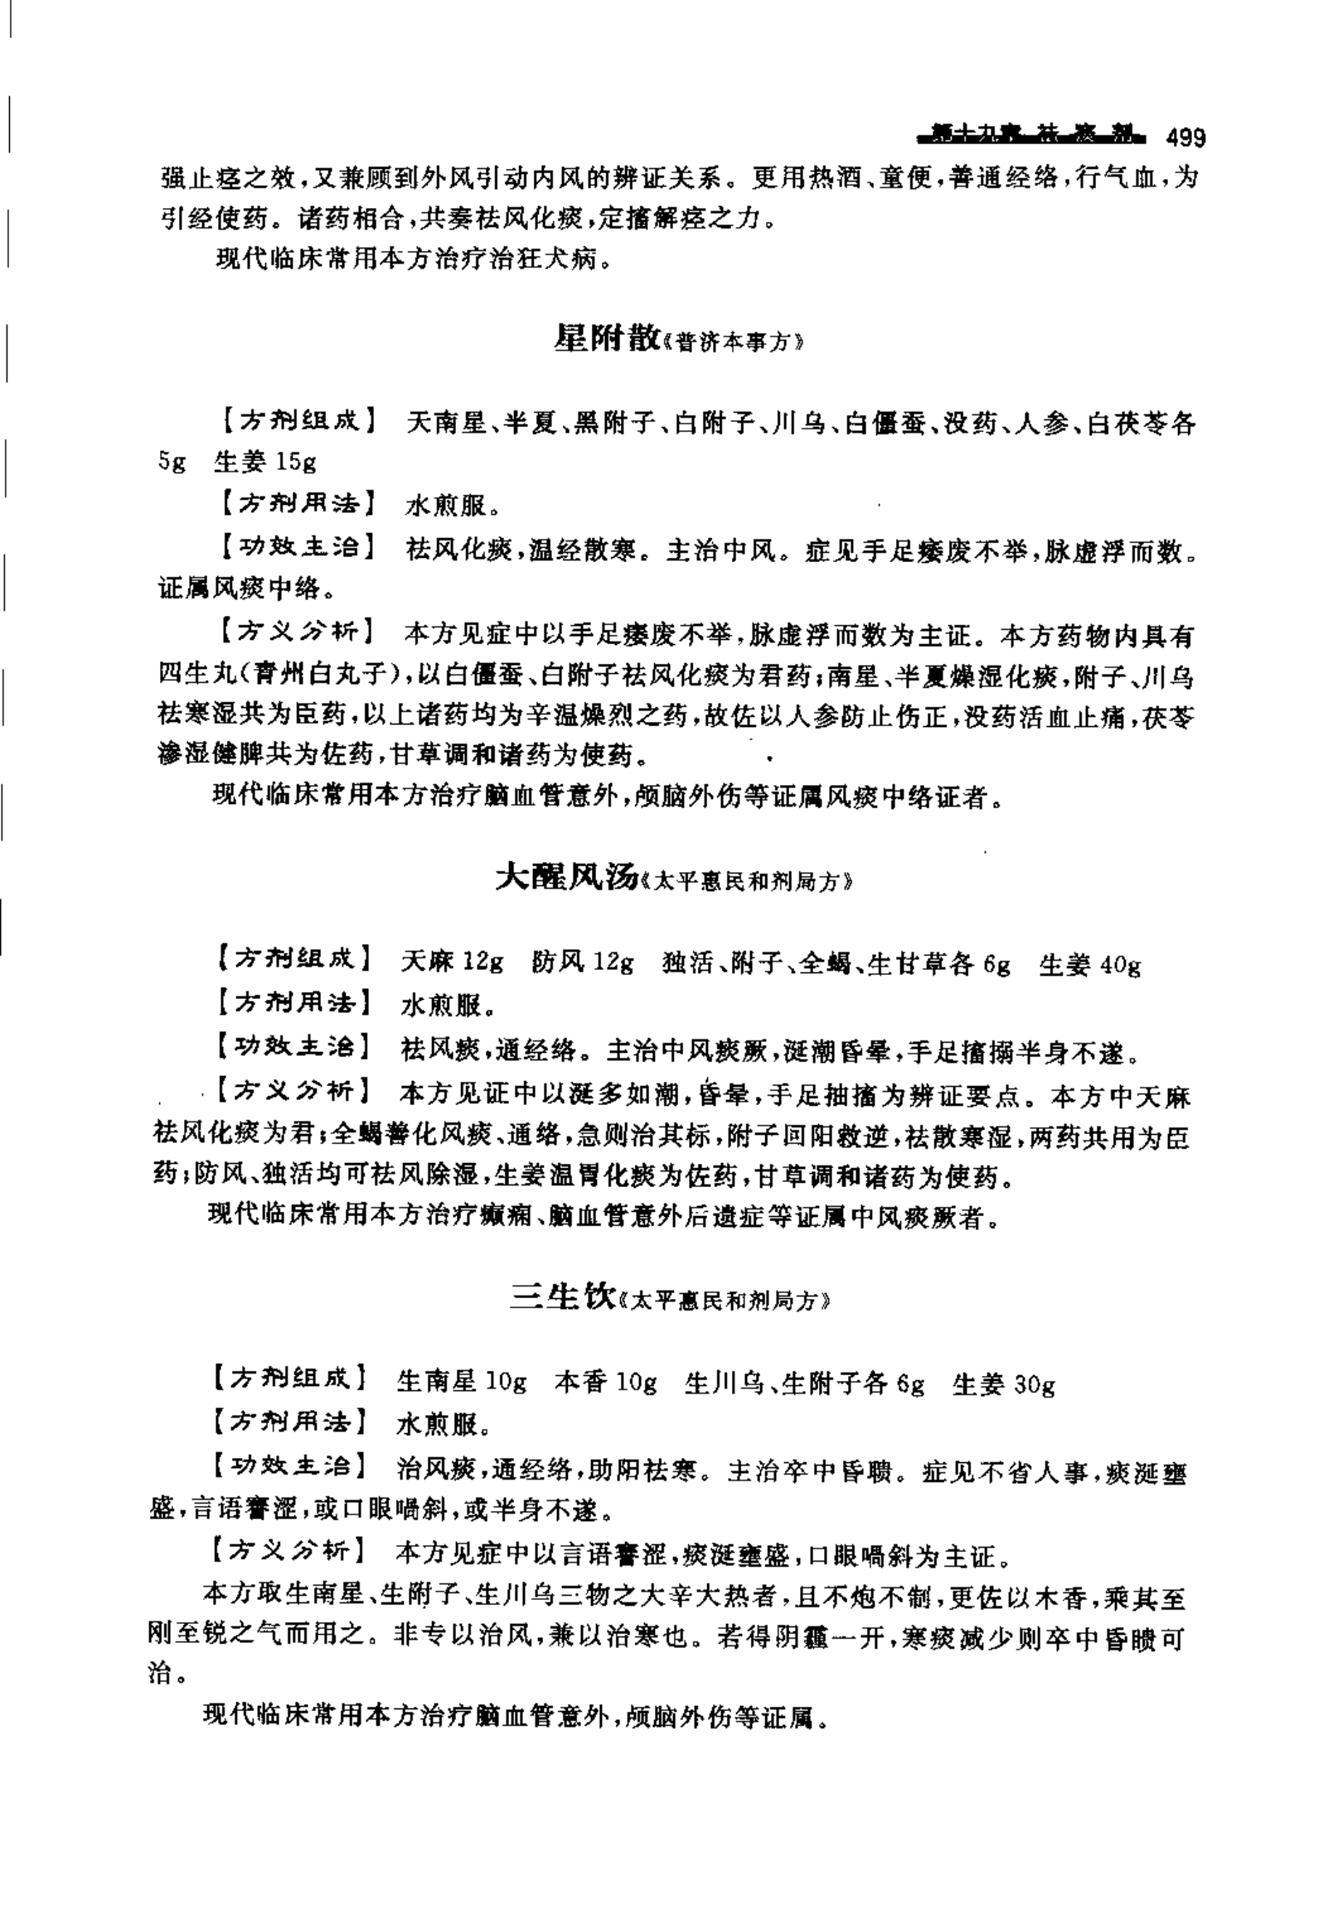 第十九章 祛痰剂 499
强止痉之效,又兼顾到外风引动内风的辨证关系。更用热酒、童便,善通经络,行气血,为
引经使药。诸药相合,共奏祛风化痰,定搐解痉之力。
现代临床常用本方治疗治狂犬病。
星附散《普济本事方》
【方剂组成】 天南星、半夏、黑附子、白附子、川乌、白僵蚕、没药、人参、白茯苓各
5g 生姜 15g
【方剂用法】 水煎服。
【功效主治】 祛风化痰,温经散寒。主治中风。症见手足痿废不举,脉虚浮而数。
证属风痰中络。
【方义分析】 本方见症中以手足痿废不举,脉虚浮而数为主证。本方药物内具有
四生丸(青州白丸子),以白僵蚕、白附子祛风化痰为君药;南星、半夏燥湿化痰,附子、川乌
祛寒湿共为臣药,以上诸药均为辛温燥烈之药,故佐以人参防止伤正,没药活血止痛,茯苓
渗湿健脾共为佐药,甘草调和诸药为使药。
现代临床常用本方治疗脑血管意外,颅脑外伤等证属风痰中络证者。
大醒风汤《太平惠民和剂局方》
【方剂组成】 天麻 12g 防风 12g 独活、附子、全蝎、生甘草各 6g 生姜 40g
【方剂用法】 水煎服。
【功效主治】 祛风痰,通经络。主治中风痰厥,涎潮昏晕,手足搐搦半身不遂。
【方义分析】 本方见证中以涎多如潮,昏晕,手足抽搐为辨证要点。本方中天麻
祛风化痰为君;全蝎善化风痰、通络,急则治其标,附子回阳救逆,祛散寒湿,两药共用为臣
药;防风、独活均可祛风除湿,生姜温胃化痰为佐药,甘草调和诸药为使药。
现代临床常用本方治疗癫痫、脑血管意外后遗症等证属中风痰厥者。
三生饮《太平惠民和剂局方》
【方剂组成】 生南星 10g 本香 10g 生川乌、生附子各 6g 生姜 30g
【方剂用法】 水煎服。
【功效主治】 治风痰,通经络,助阳祛寒。主治卒中昏聩。症见不省人事,痰涎壅
盛,言语謇涩,或口眼喎斜,或半身不遂。
【方义分析】 本方见症中以言语謇涩,痰涎壅盛,口眼喎斜为主证。
本方取生南星、生附子、生川乌三物之大辛大热者,且不炮不制,更佐以木香,乘其至
刚至锐之气而用之。非专以治风,兼以治寒也。若得阴霾一开,寒痰减少则卒中昏瞆可
治。
现代临床常用本方治疗脑血管意外,颅脑外伤等证属。